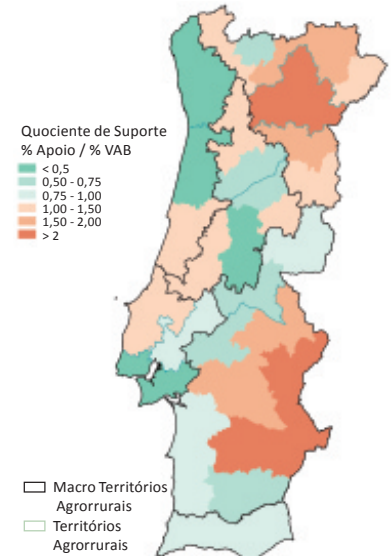 Quociente de Suporte
% Apoio / % VAB
< 0,5
0,50 - 0,75
0,75 - 1,00
1,00 - 1,50
1,50 - 2,00
> 2
Macro Territórios
Agrorrurais
Territórios
Agrorrurais